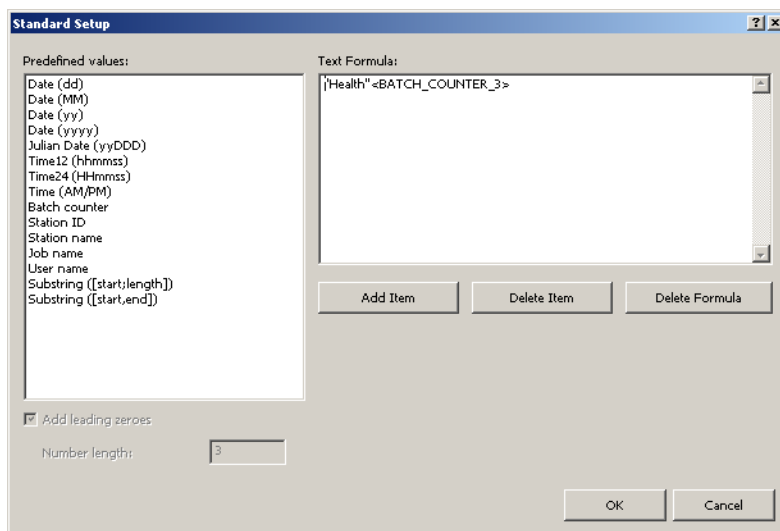 Standard Setup
Predefined values:
Date (dd)
Date (MM)
Date (yy)
Date (yyyy)
Julian Date (yyDDD)
Time12 (hhmmss)
Time24 (HHmmss)
Time (AM/PM)
Batch counter
Station ID
Station name
Job name
User name
Substring ([start;length])
Substring ([start,end])
Add leading zeroes
Number length:
3
Text Formula:
"Health"<BATCH_COUNTER_3>
Add Item
Delete Item
Delete Formula
OK
Cancel